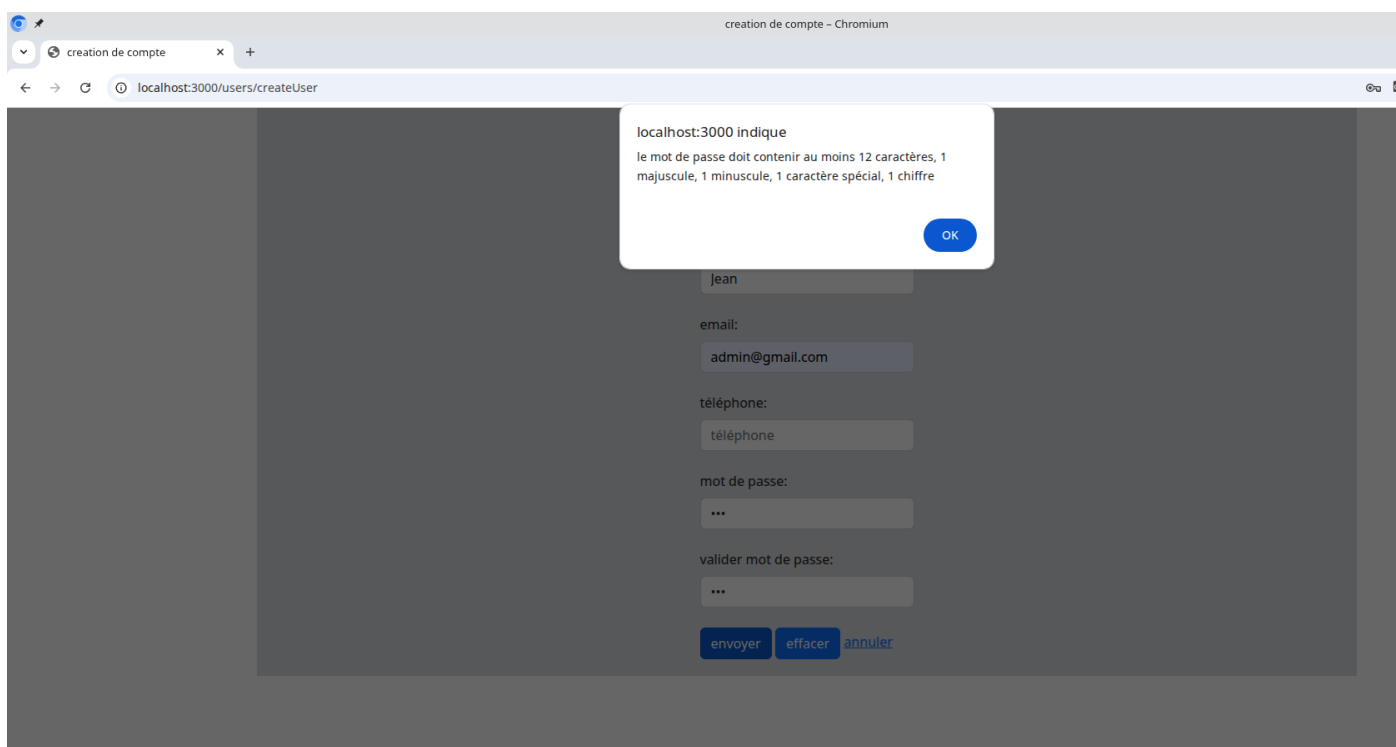 creation de compte – Chromium
creation de compte
localhost:3000/users/createUser
localhost:3000 indique
le mot de passe doit contenir au moins 12 caractères, 1
majuscule, 1 minuscule, 1 caractère spécial, 1 chiffre
OK
Jean
email:
admin@gmail.com
téléphone:
téléphone
mot de passe:
•••
valider mot de passe:
•••
envoyer effacer annuler